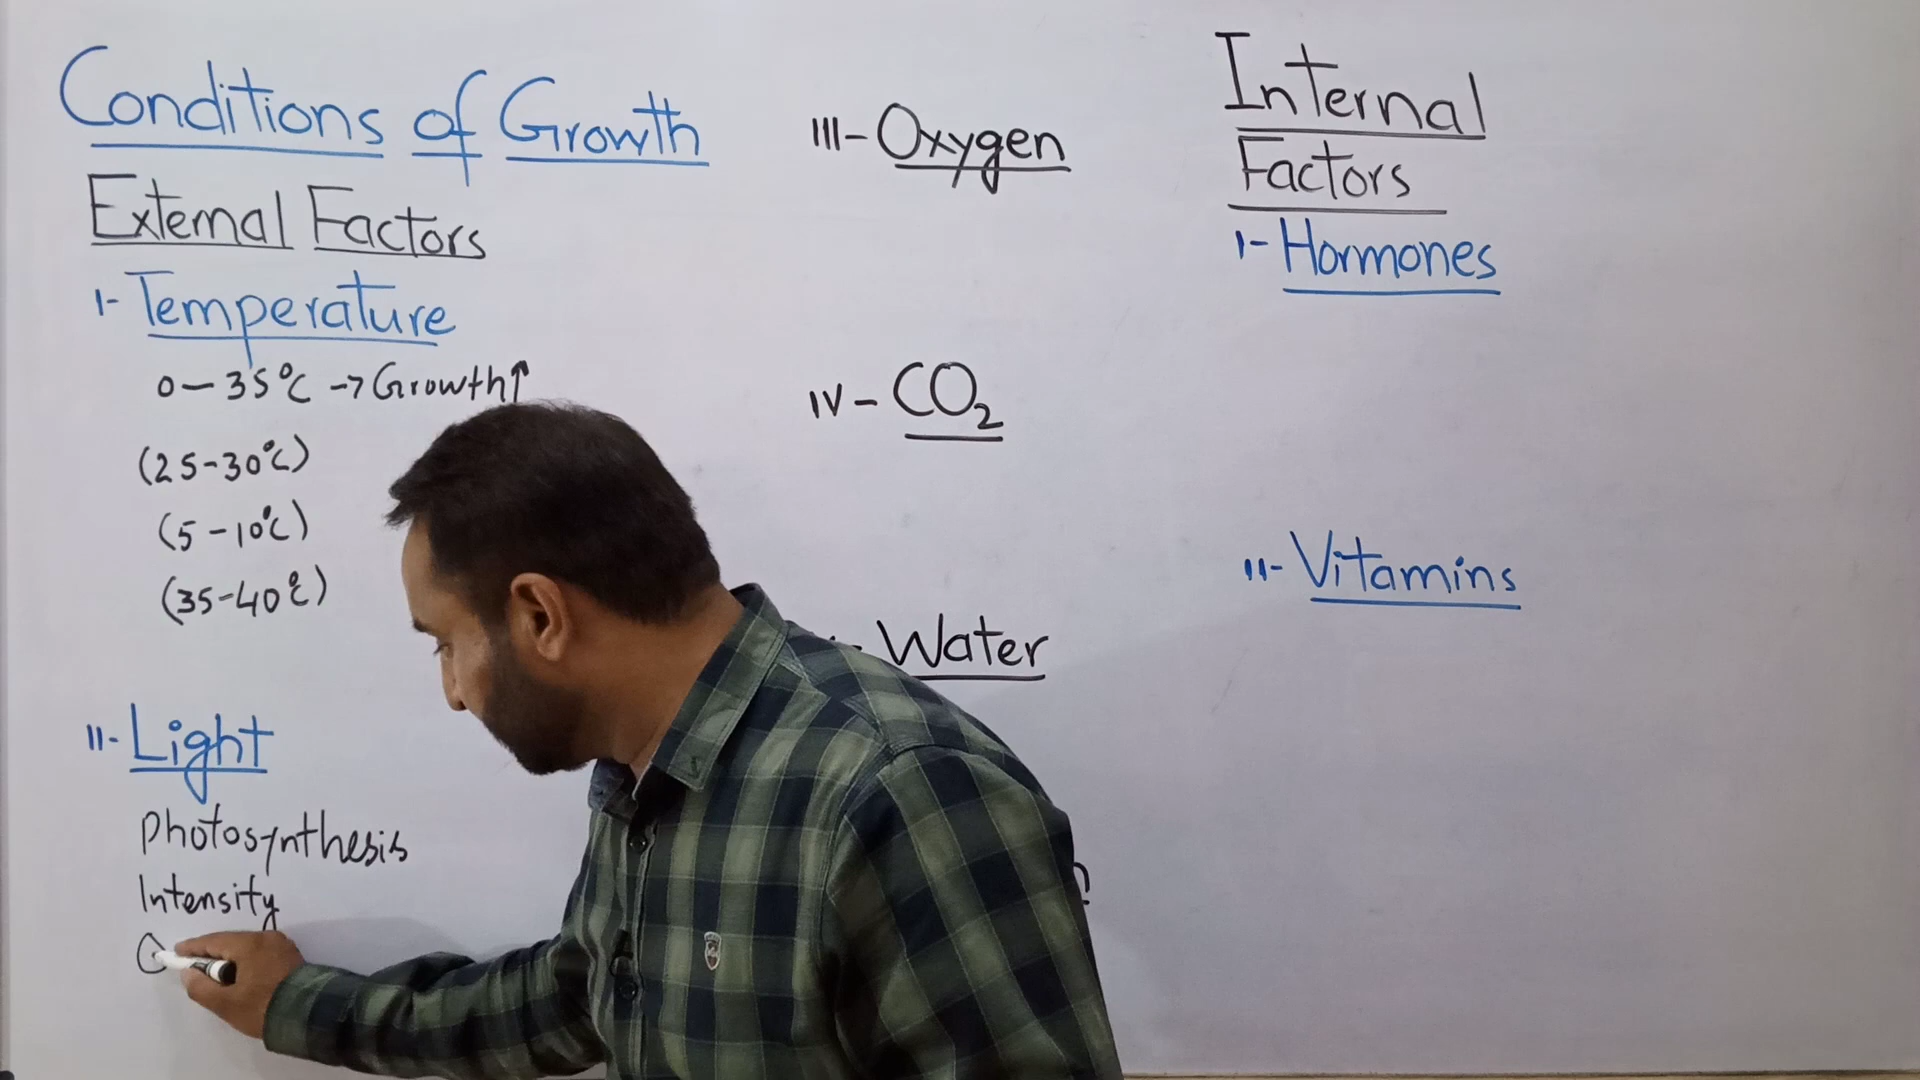 Conditions of Growth
External Factors
I- Temperature
0 — 35°C → Growth↑
(25-30°C)
(5-10°C)
(35-40°C)
II- Light
Photosynthesis
Intensity
III- Oxygen
IV- CO₂
Water
Internal
Factors
I- Hormones
II- Vitamins